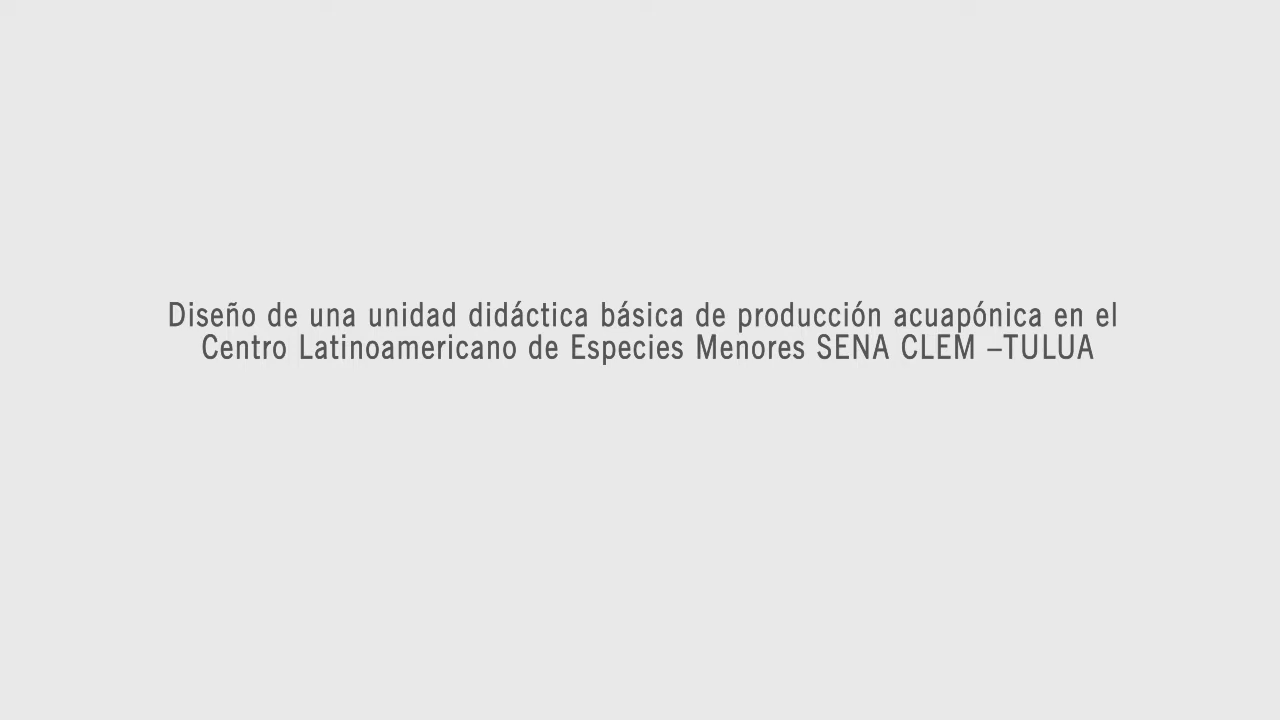 Diseño de una unidad didáctica básica de producción acuapónica en el
Centro Latinoamericano de Especies Menores SENA CLEM –TULUA